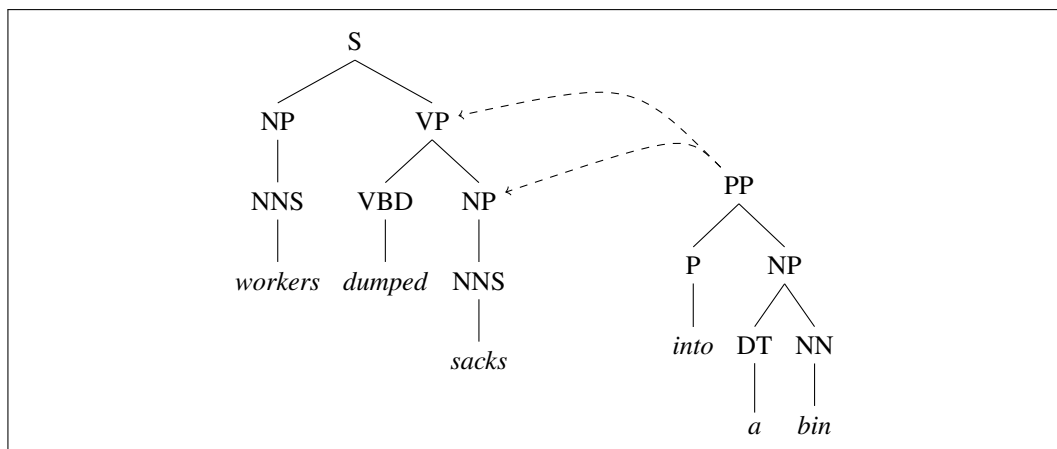 S
NP VP
PP
NNS VBD NP
P NP
workers dumped NNS
into DT NN
sacks
a bin